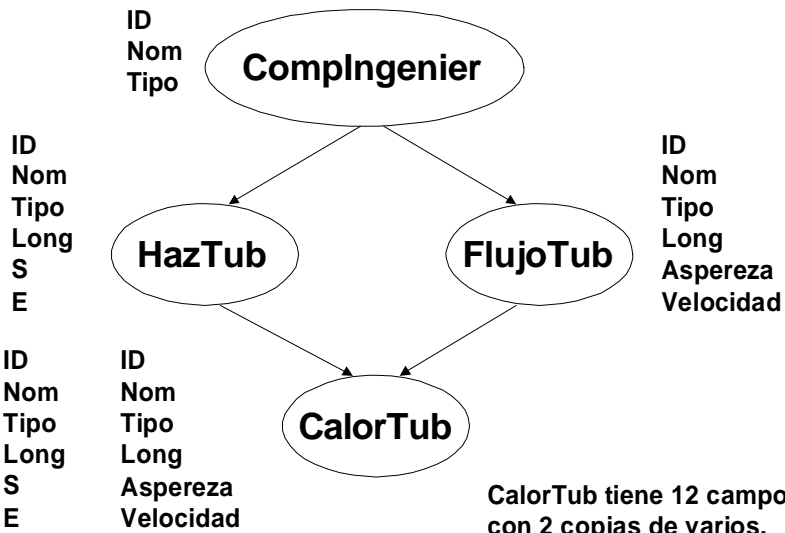 ID
Nom
Tipo
CompIngenier
ID
Nom
Tipo
Long
S
E
HazTub
FlujoTub
ID
Nom
Tipo
Long
Aspereza
Velocidad
ID
Nom
Tipo
Long
S
E
ID
Nom
Tipo
Long
Aspereza
Velocidad
CalorTub
CalorTub tiene 12 campo
con 2 copias de varios.